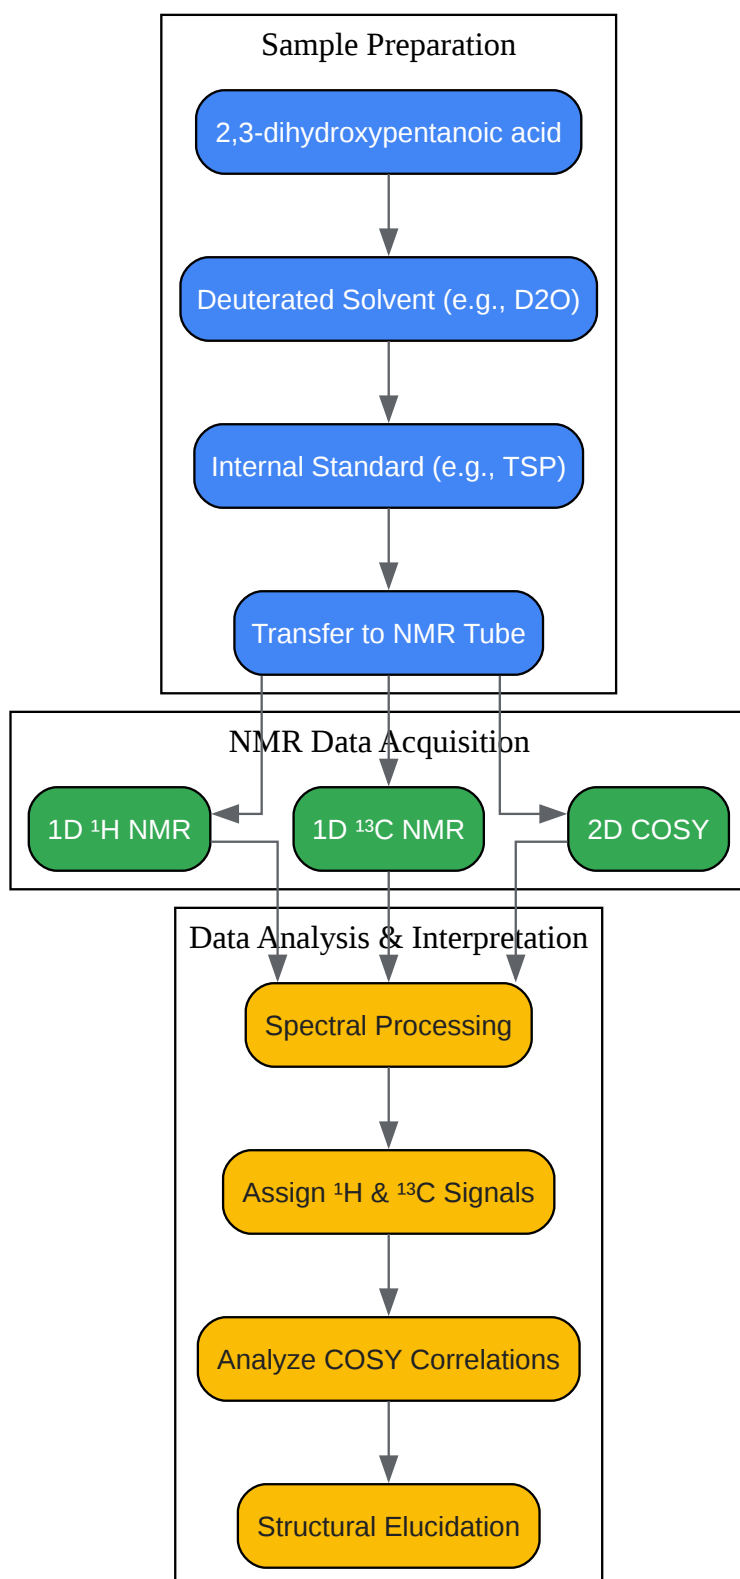 Sample Preparation
2,3-dihydroxypentanoic acid
Deuterated Solvent (e.g., D2O)
Internal Standard (e.g., TSP)
Transfer to NMR Tube
NMR Data Acquisition
1D ¹H NMR
1D ¹³C NMR
2D COSY
Data Analysis & Interpretation
Spectral Processing
Assign ¹H & ¹³C Signals
Analyze COSY Correlations
Structural Elucidation